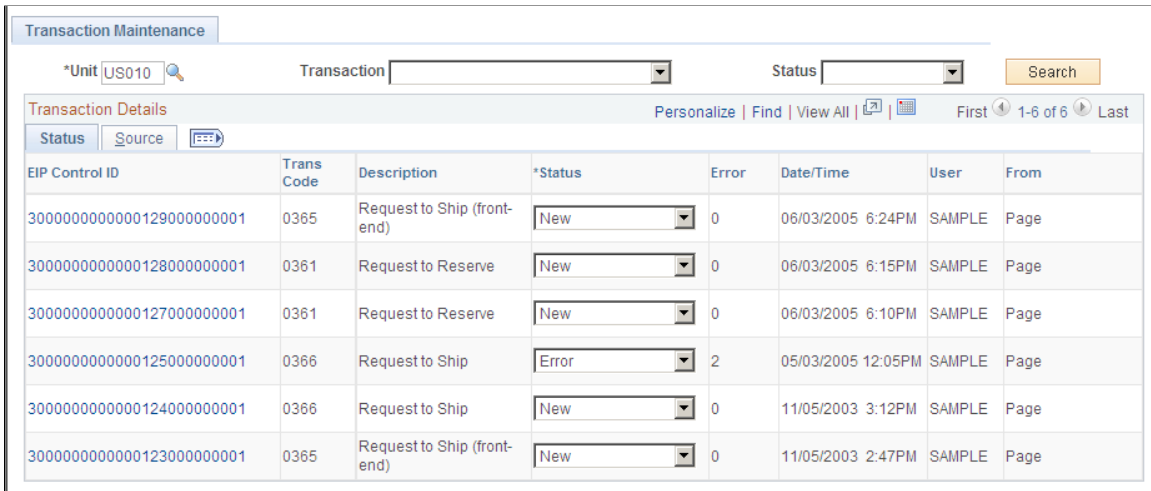 Transaction Maintenance
*Unit US010 Transaction Status Search
Transaction Details Personalize | Find | View All | | First 1-6 of 6 Last
Status Source
EIP Control ID Trans Code Description *Status Error Date/Time User From
3000000000000129000000001 0365 Request to Ship (front-end) New 0 06/03/2005 6:24PM SAMPLE Page
3000000000000128000000001 0361 Request to Reserve New 0 06/03/2005 6:15PM SAMPLE Page
3000000000000127000000001 0361 Request to Reserve New 0 06/03/2005 6:10PM SAMPLE Page
3000000000000125000000001 0366 Request to Ship Error 2 05/03/2005 12:05PM SAMPLE Page
3000000000000124000000001 0366 Request to Ship New 0 11/05/2003 3:12PM SAMPLE Page
3000000000000123000000001 0365 Request to Ship (front-end) New 0 11/05/2003 2:47PM SAMPLE Page